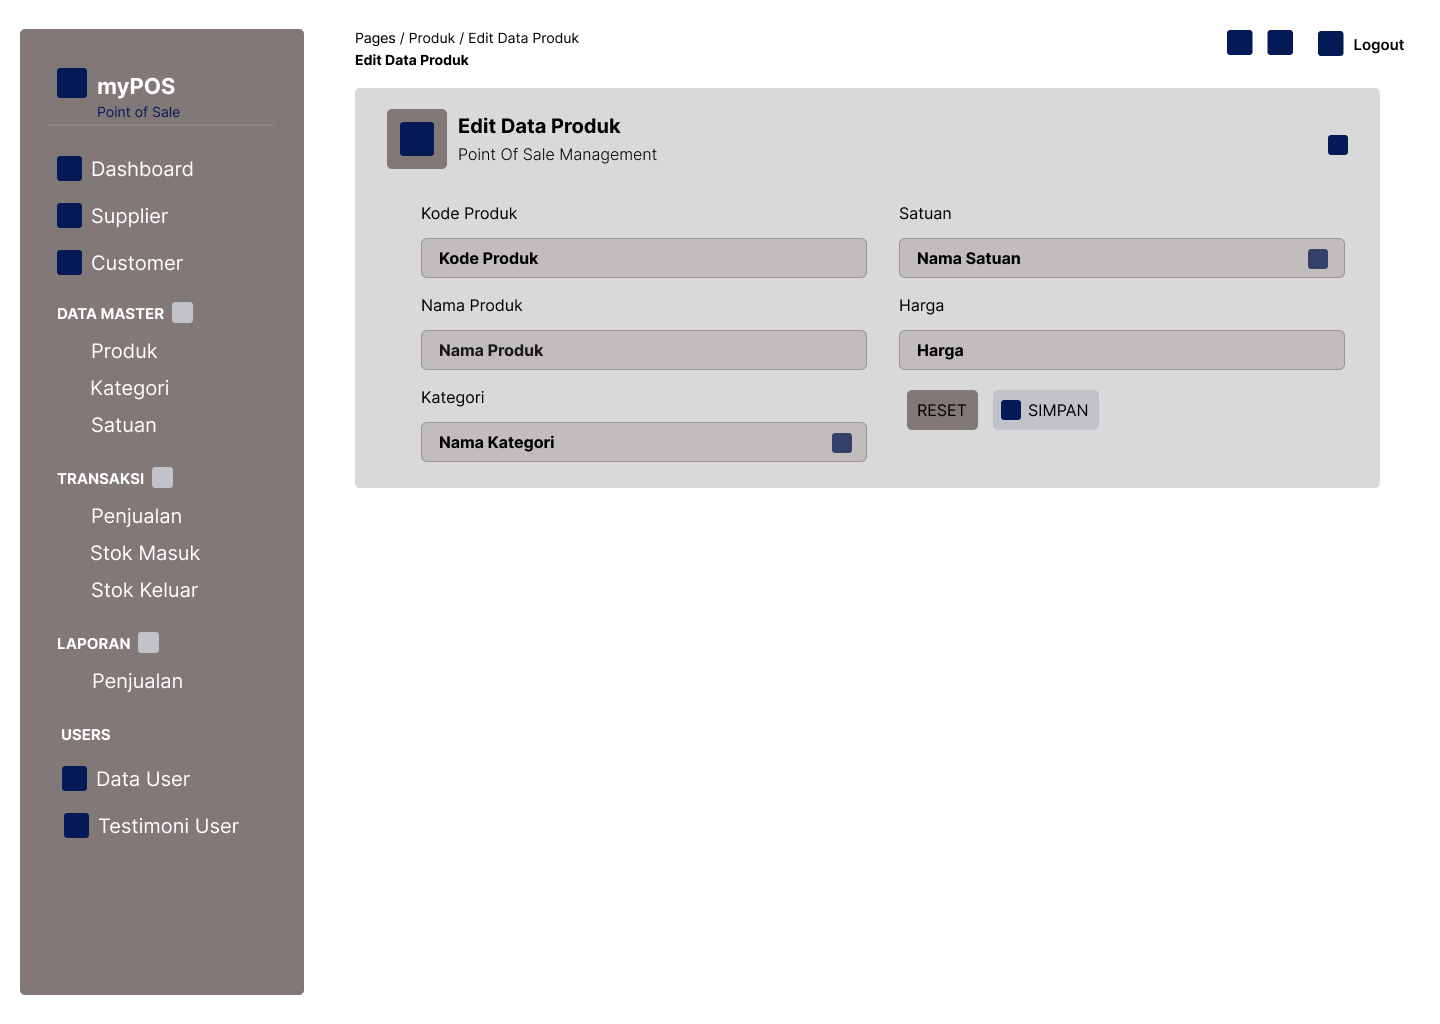 myPOS
Point of Sale
Dashboard
Supplier
Customer
DATA MASTER
Produk
Kategori
Satuan
TRANSAKSI
Penjualan
Stok Masuk
Stok Keluar
LAPORAN
Penjualan
USERS
Data User
Testimoni User
Pages / Produk / Edit Data Produk
Edit Data Produk
Logout
Edit Data Produk
Point Of Sale Management
Kode Produk
Kode Produk
Nama Produk
Nama Produk
Kategori
Nama Kategori
Satuan
Nama Satuan
Harga
Harga
RESET
SIMPAN